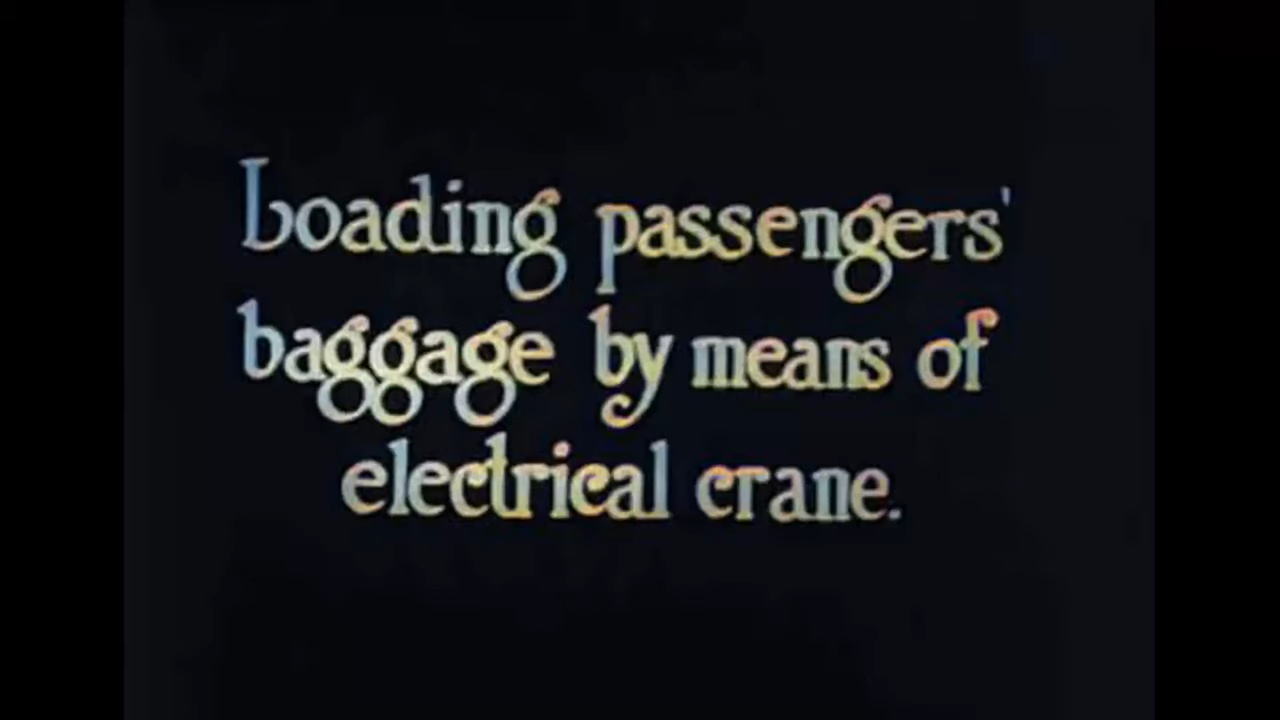 Loading passengers'
baggage by means of
electrical crane.